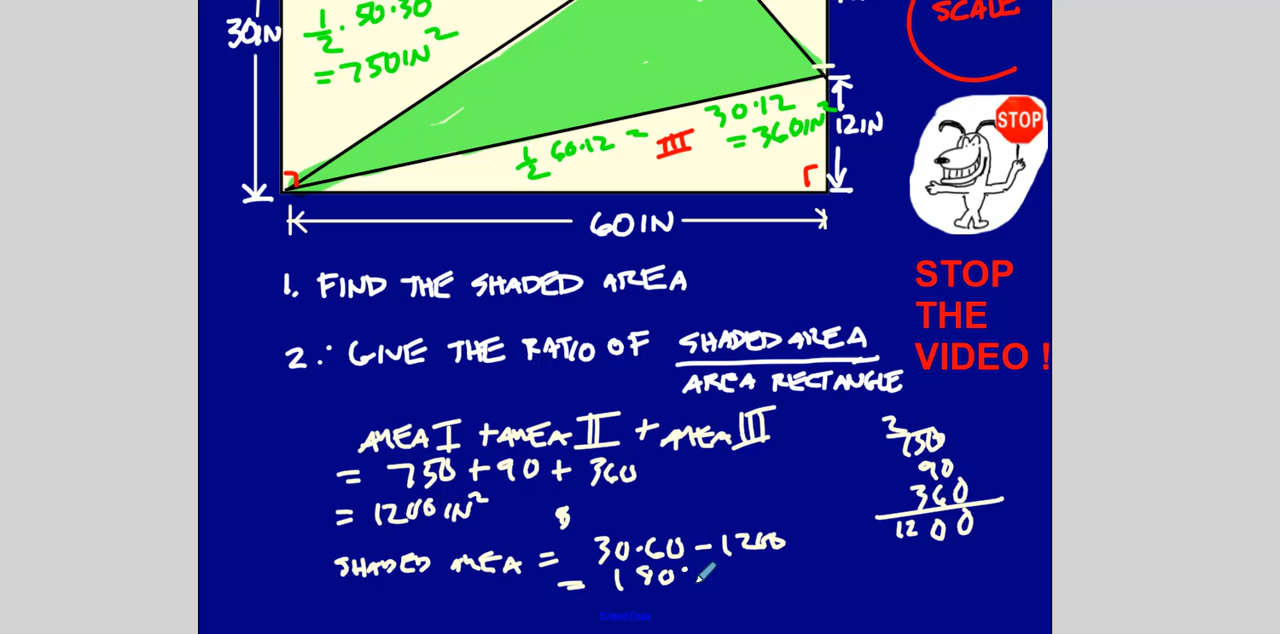 SCALE
30IN
1/2 . 50.30
= 750IN²
STOP
1/2 60.12 =
III
30.12
= 360IN²
12IN
60IN
1. FIND THE SHADED AREA
2. GIVE THE RATIO OF SHADED AREA / AREA RECTANGLE
STOP
THE
VIDEO !
AREA I + AREA II + AREA III
= 750 + 90 + 360
= 1200 IN²
2
750
90
360
1200
SHADED AREA = 30.60 - 1200
= 180